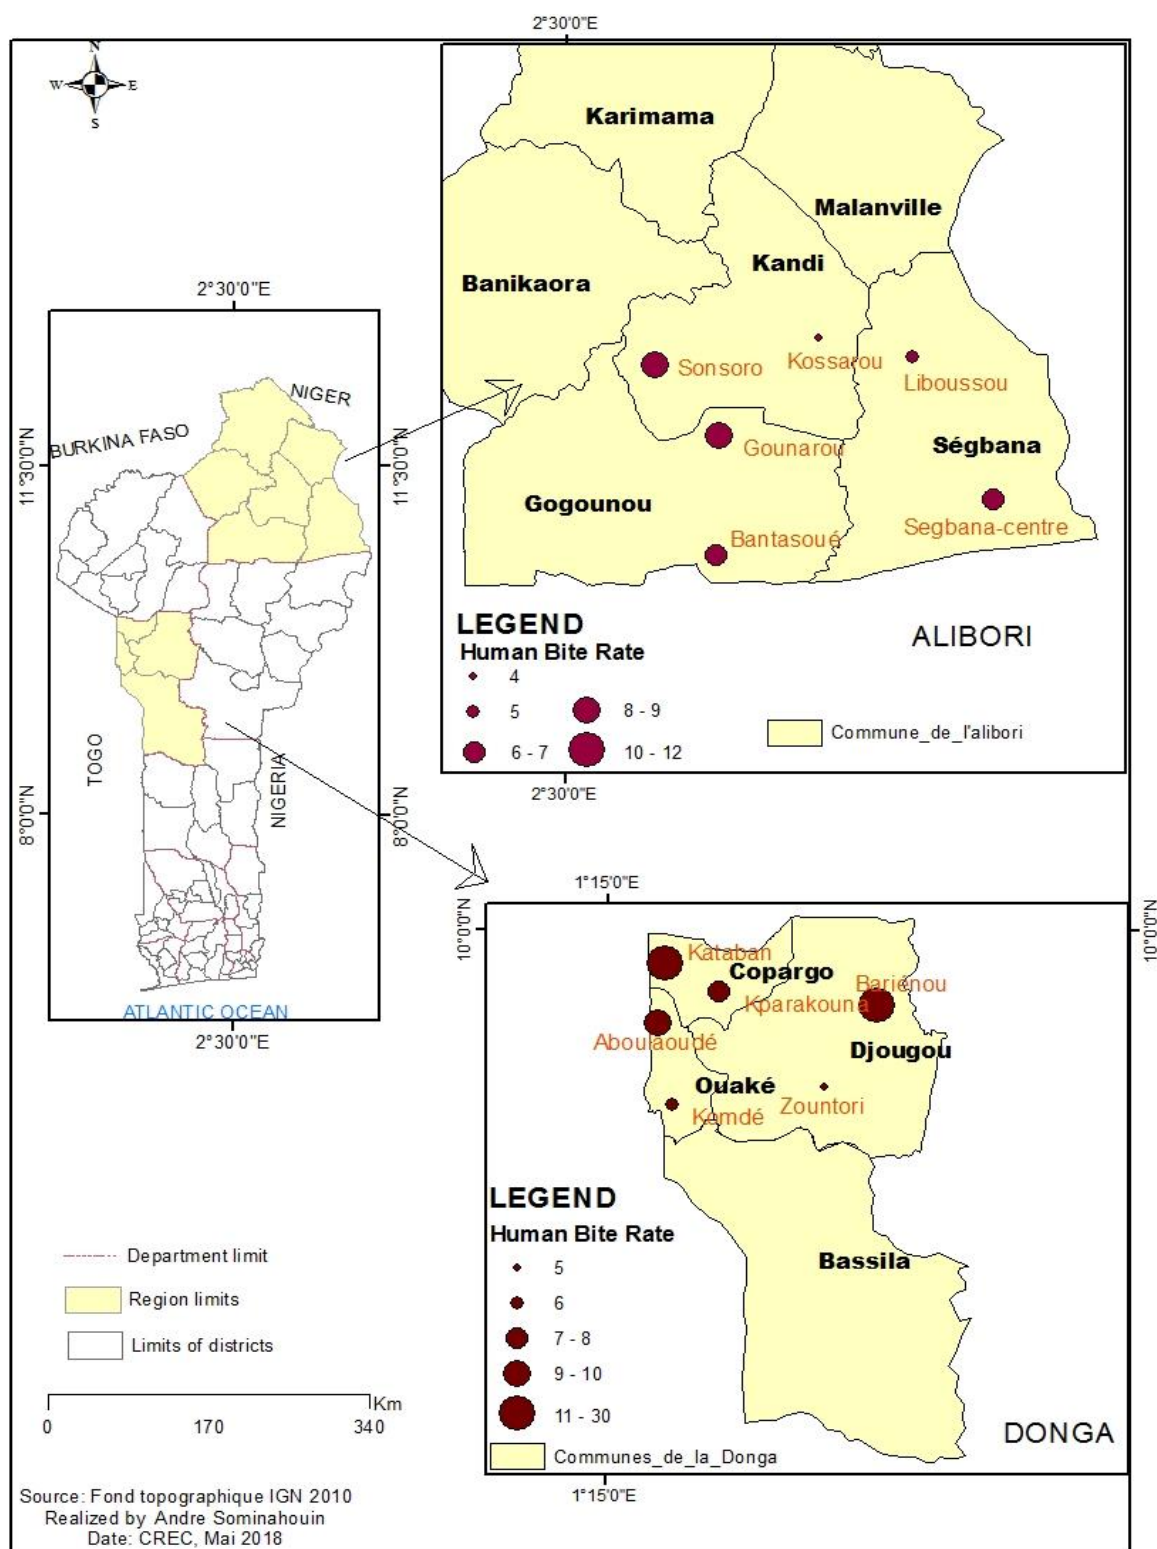 2°30'0"E
N
W
E
S
Karimama
Malanville
Kandi
Banikaora
Kossarou
Sonsoro
Liboussou
Gounarou
Ségbana
Gogounou
Segbana-centre
Bantasoué
LEGEND
Human Bite Rate
4
5
6 - 7
8 - 9
10 - 12
Commune_de_l'alibori
ALIBORI
2°30'0"E
2°30'0"E
NIGER
BURKINA FASO
11°30'0"N
11°30'0"N
TOGO
NIGERIA
8°0'0"N
8°0'0"N
ATLANTIC OCEAN
2°30'0"E
1°15'0"E
10°0'0"N
10°0'0"N
Kataban
Copargo
Bariénou
Kparakouna
Aboulaoudé
Djougou
Ouaké
Zountori
Komdé
Bassila
LEGEND
Human Bite Rate
5
6
7 - 8
9 - 10
11 - 30
Communes_de_la_Donga
DONGA
1°15'0"E
Department limit
Region limits
Limits of districts
Km
0 170 340
Source: Fond topographique IGN 2010
Realized by Andre Sominahouin
Date: CREC, Mai 2018